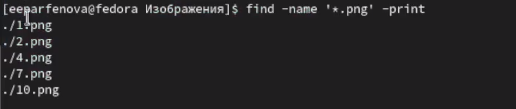 [eeparfenova@fedora Изображения]$ find -name '*.png' -print
./1.png
./2.png
./4.png
./7.png
./10.png